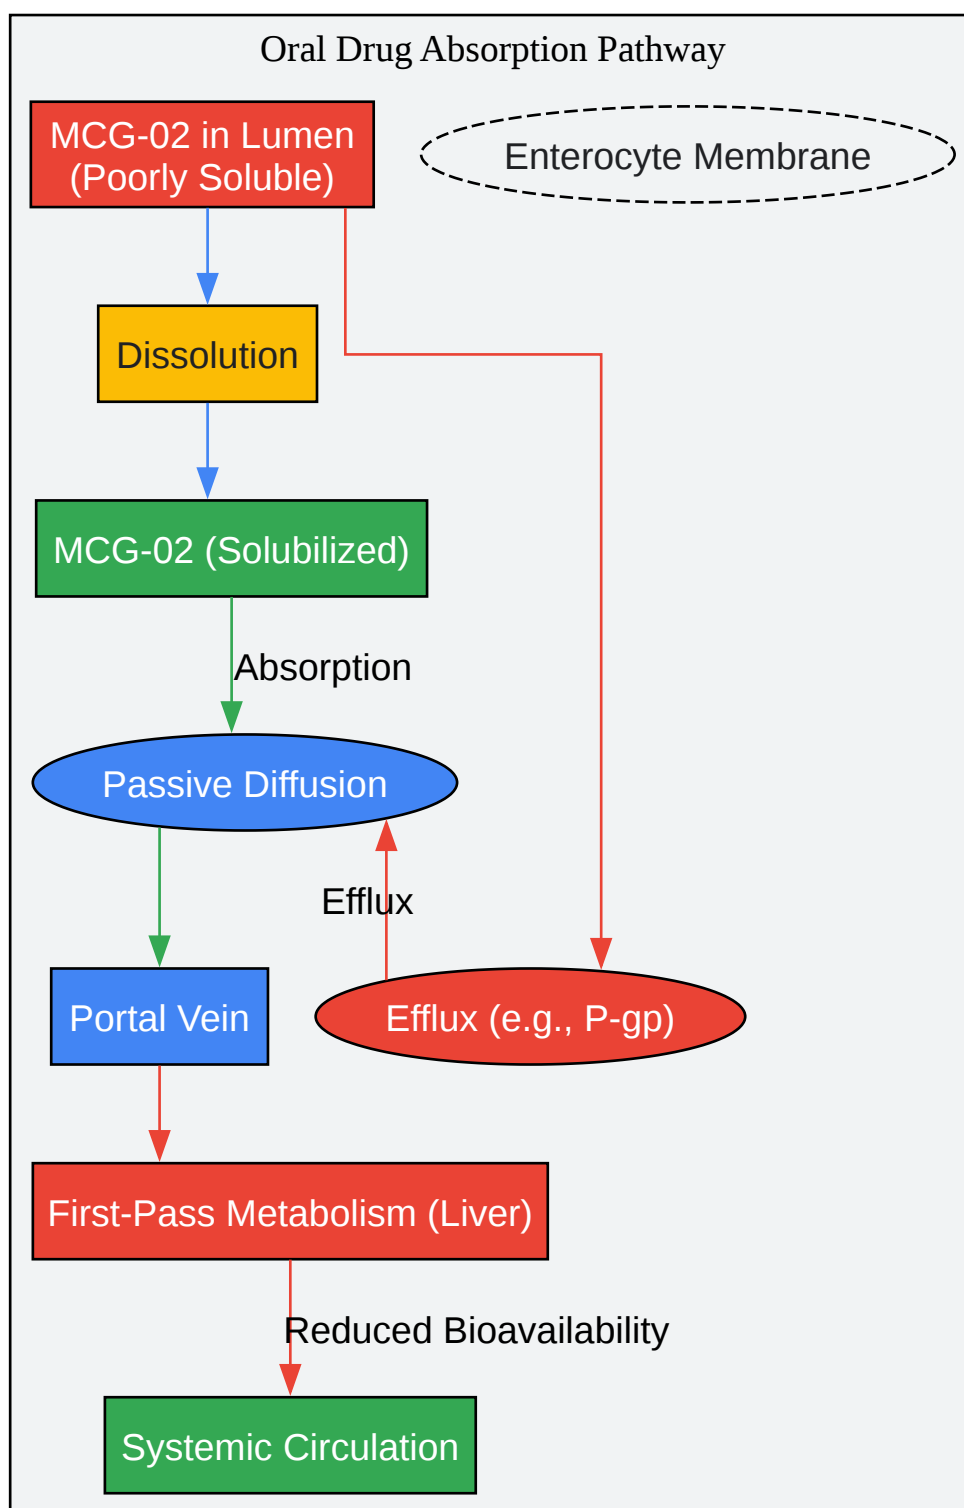 Oral Drug Absorption Pathway
MCG-02 in Lumen
(Poorly Soluble)
Enterocyte Membrane
Dissolution
MCG-02 (Solubilized)
Absorption
Passive Diffusion
Efflux
Portal Vein
Efflux (e.g., P-gp)
First-Pass Metabolism (Liver)
Reduced Bioavailability
Systemic Circulation